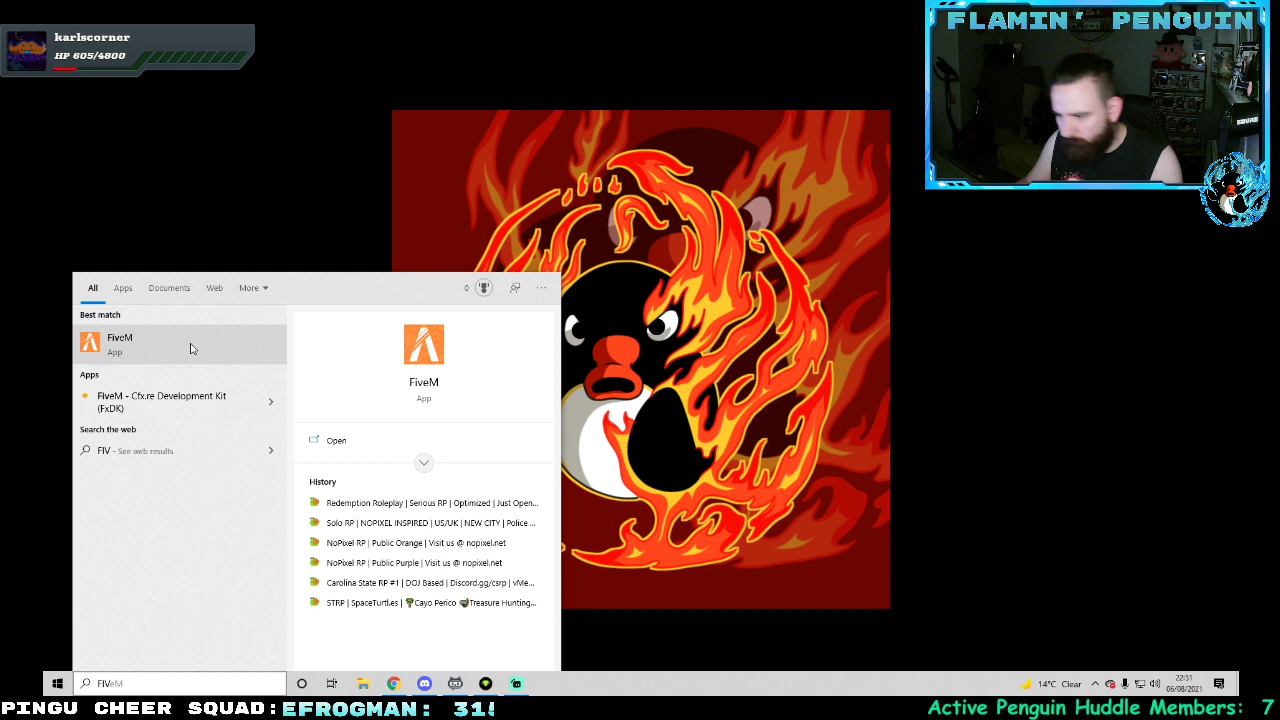 karlscorner
HP 605/4800
FLAMIN' PENGUIN
SHURE
All
Apps
Documents
Web
More
0
Best match
FiveM
App
Apps
FiveM - Cfx.re Development Kit
(FxDK)
Search the web
FIV - See web results
FiveM
App
Open
History
Redemption Roleplay | Serious RP | Optimized | Just Open...
Solo RP | NOPIXEL INSPIRED | US/UK | NEW CITY | Police ...
NoPixel RP | Public Orange | Visit us @ nopixel.net
NoPixel RP | Public Purple | Visit us @ nopixel.net
Carolina State RP #1 | DOJ Based | Discord.gg/csrp | vMe...
STRP | SpaceTurtl.es | 🌴Cayo Perico 🤿Treasure Hunting...
FIVeM
14°C Clear
22:51
06/08/2021
PINGU CHEER SQUAD: EFROGMAN: 315
Active Penguin Huddle Members: 7